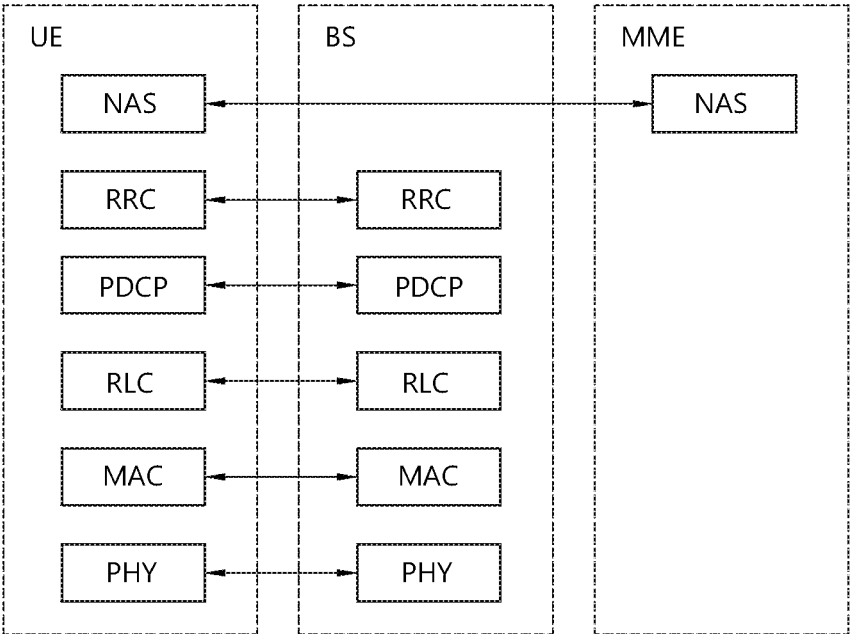 UE BS MME
NAS NAS
RRC RRC
PDCP PDCP
RLC RLC
MAC MAC
PHY PHY